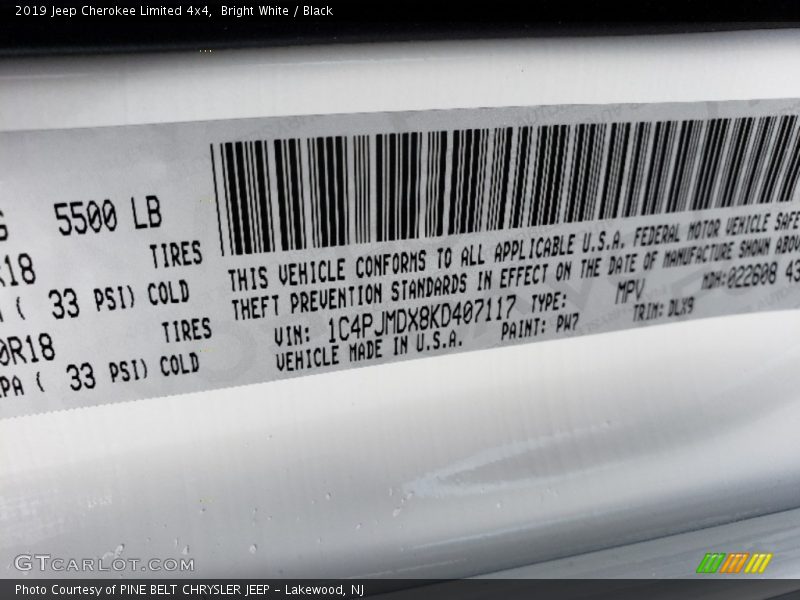 2019 Jeep Cherokee Limited 4x4,  Bright White / Black
5500 LB
TIRES
33 PSI) COLD
0R18 TIRES
PA ( 33 PSI) COLD
THIS VEHICLE CONFORMS TO ALL APPLICABLE U.S.A. FEDERAL MOTOR VEHICLE SAFE
THEFT PREVENTION STANDARDS IN EFFECT ON THE DATE OF MANUFACTURE SHOWN ABOV
VIN: 1C4PJMDX8KD407117 TYPE: MPV MDH:022608 43
VEHICLE MADE IN U.S.A. PAINT: PW7 TRIM: DLX9
GTCARLOT.COM
Photo Courtesy of PINE BELT CHRYSLER JEEP – Lakewood, NJ